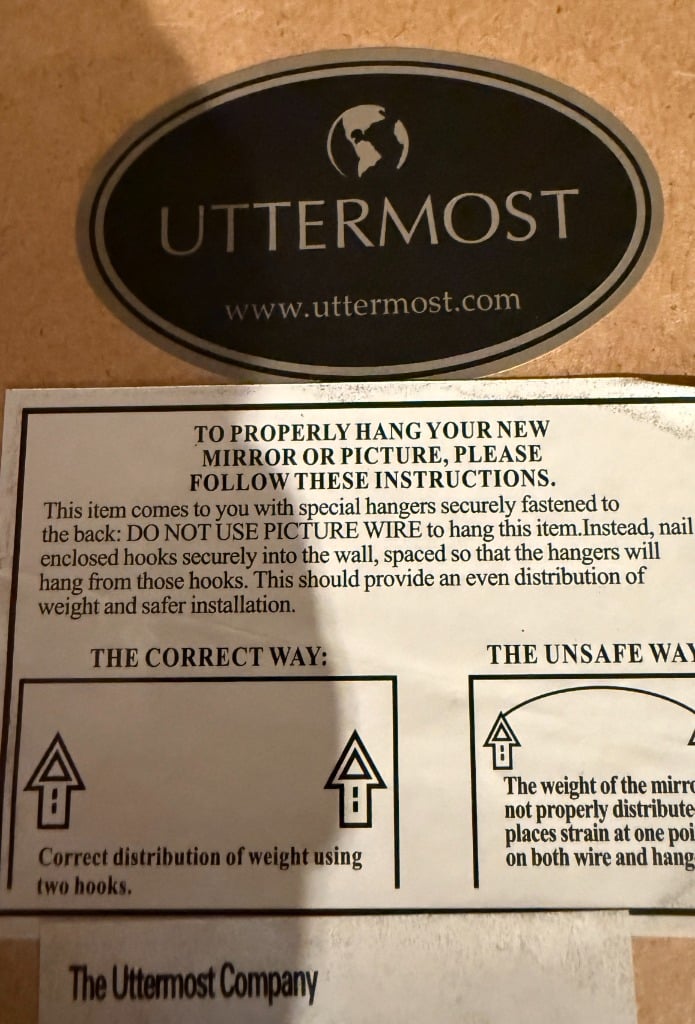 UTTERMOST
www.uttermost.com
TO PROPERLY HANG YOUR NEW
MIRROR OR PICTURE, PLEASE
FOLLOW THESE INSTRUCTIONS.
This item comes to you with special hangers securely fastened to
the back: DO NOT USE PICTURE WIRE to hang this item.Instead, nail
enclosed hooks securely into the wall, spaced so that the hangers will
hang from those hooks. This should provide an even distribution of
weight and safer installation.
THE CORRECT WAY:
Correct distribution of weight using
two hooks.
THE UNSAFE WAY
The weight of the mirro
not properly distribute
places strain at one poi
on both wire and hang
The Uttermost Company